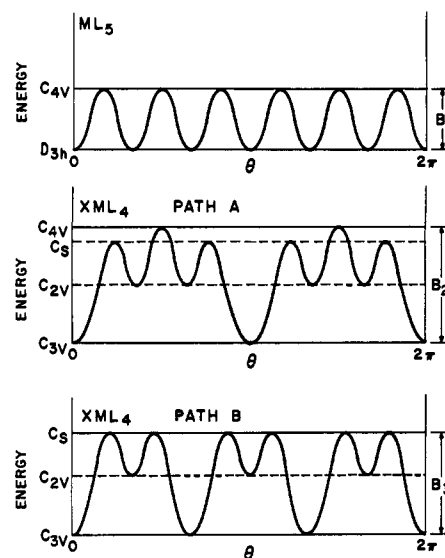 ML5
ENERGY
C4V
D3h
0
θ
2π
B
XML4 PATH A
ENERGY
C4V
CS
C2V
C3V
0
θ
2π
B2
XML4 PATH B
ENERGY
CS
C2V
C3V
0
θ
2π
B